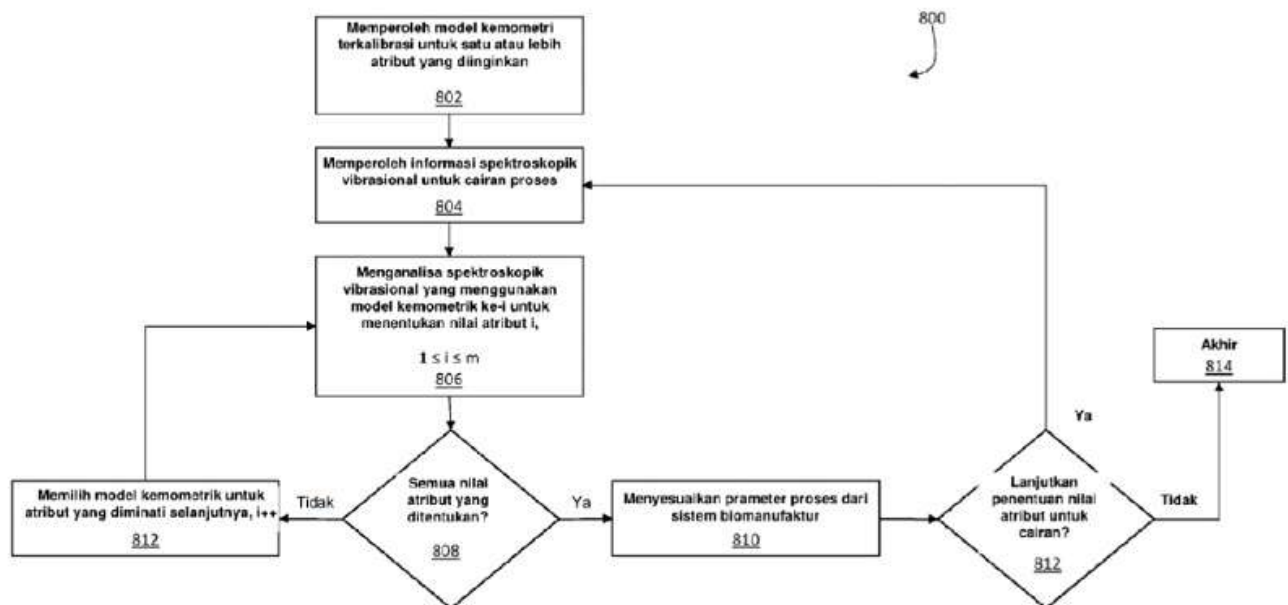 800
Memperoleh model kemometri
terkalibrasi untuk satu atau lebih
atribut yang diinginkan
802
Memperoleh informasi spektroskopik
vibrasional untuk cairan proses
804
Menganalisa spektroskopik
vibrasional yang menggunakan
model kemometrik ke-i untuk
menentukan nilai atribut i,
1 ≤ i ≤ m
806
Semua nilai
atribut yang
ditentukan?
808
Tidak
Memilih model kemometrik untuk
atribut yang diminati selanjutnya, i++
812
Ya
Menyesuaikan prameter proses dari
sistem biomanufaktur
810
Lanjutkan
penentuan nilai
atribut untuk
cairan?
812
Ya
Tidak
Akhir
814